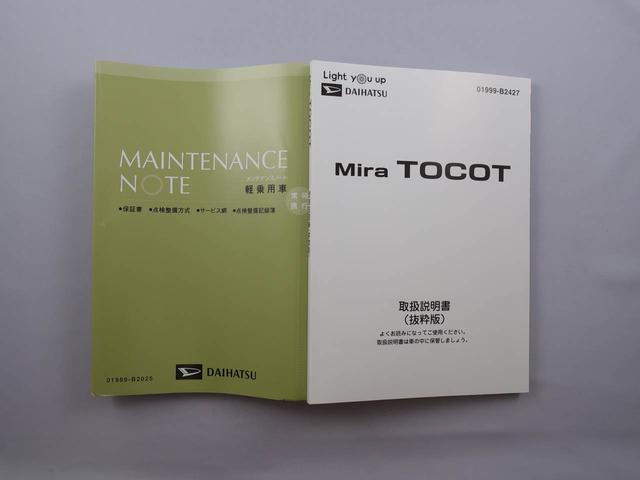 MAINTENANCE
NOTE
メンテナンスノート
軽乗用車
●保証書 ●点検整備方式 ●サービス網 ●点検整備記録簿
01999-B2025
DAIHATSU
Light you up
DAIHATSU
01999-B2427
Mira TOCOT
取扱説明書
（抜粋版）
よくお読みになってご使用ください。
取扱説明書は車の中に保管しましょう。